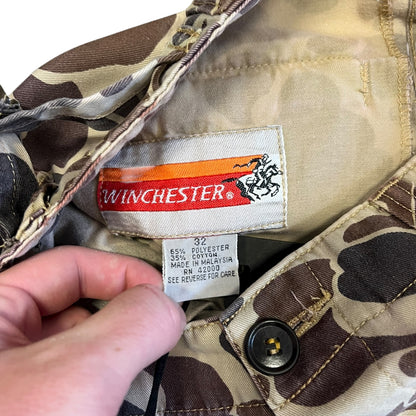 WINCHESTER®
32
65% POLYESTER
35% COTTON
MADE IN MALAYSIA
RN 42000
SEE REVERSE FOR CARE